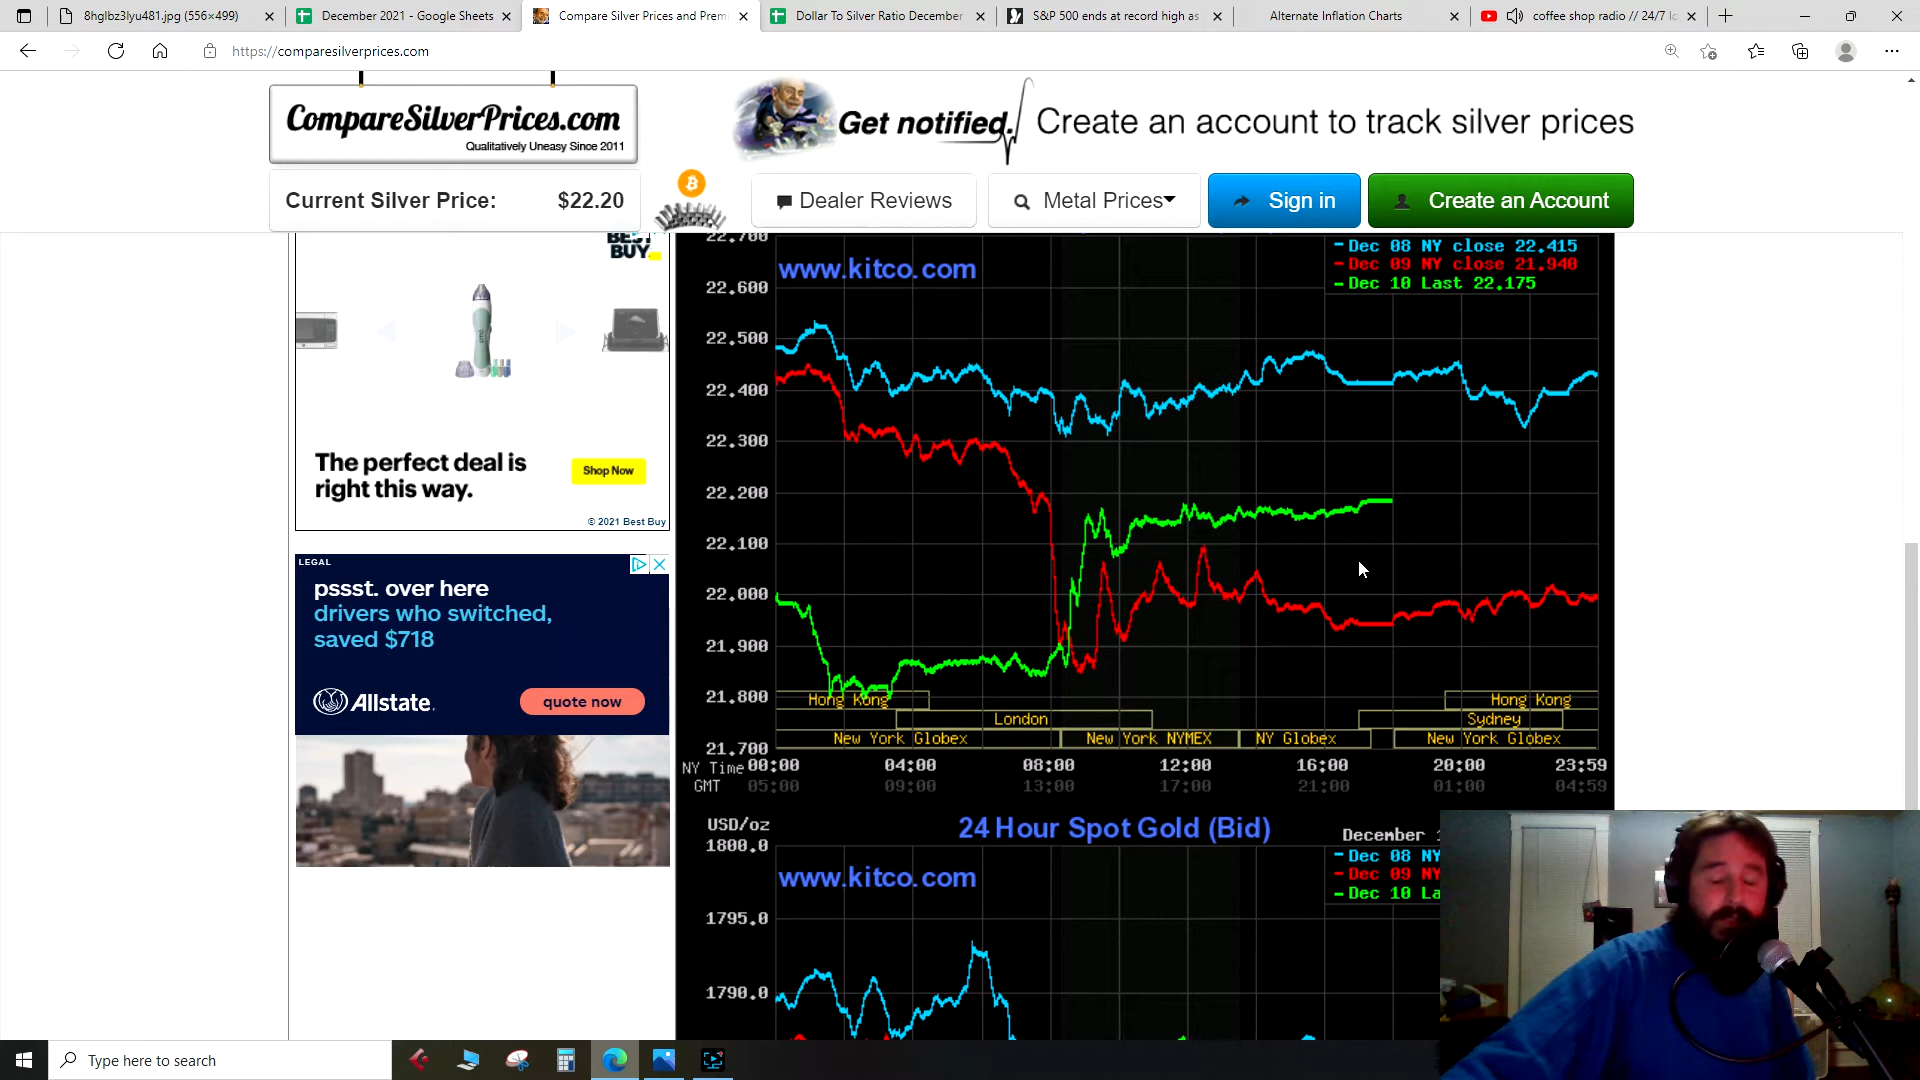 8hglbz3lyu481.jpg (556×499)
December 2021 - Google Sheets
Compare Silver Prices and Prem
Dollar To Silver Ratio December
S&P 500 ends at record high as
Alternate Inflation Charts
coffee shop radio // 24/7 lo
https://comparesilverprices.com
CompareSilverPrices.com
Qualitatively Uneasy Since 2011
Get notified. Create an account to track silver prices
Current Silver Price: $22.20
Dealer Reviews
Metal Prices
Sign in
Create an Account
BEST
BUY
The perfect deal is
right this way.
Shop Now
© 2021 Best Buy
LEGAL
pssst. over here
drivers who switched,
saved $718
Allstate.
quote now
www.kitco.com
Dec 08 NY close 22.415
Dec 09 NY close 21.940
Dec 10 Last 22.175
22.700
22.600
22.500
22.400
22.300
22.200
22.100
22.000
21.900
21.800
21.700
Hong Kong
Hong Kong
London
Sydney
New York Globex
New York NYMEX
NY Globex
New York Globex
NY Time 00:00 04:00 08:00 12:00 16:00 20:00 23:59
GMT 05:00 09:00 13:00 17:00 21:00 01:00 04:59
USD/oz
24 Hour Spot Gold (Bid)
December 1
1800.0
www.kitco.com
Dec 08 NY
Dec 09 NY
Dec 10 La
1795.0
1790.0
Type here to search